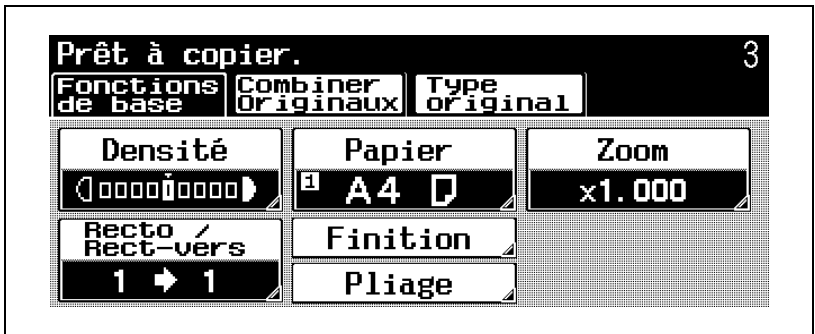 Prêt à copier. 3
Fonctions de base
Combiner Originaux
Type original
Densité
Papier
Zoom
1 A4
x1.000
Recto / Rect-vers
Finition
1 ➡ 1
Pliage